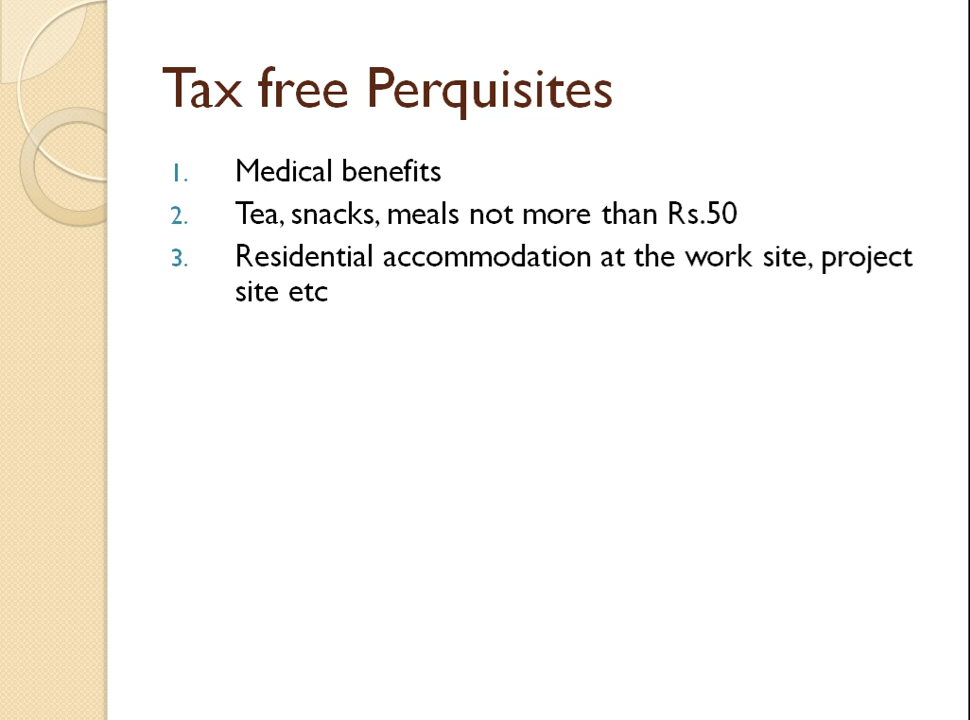 Tax free Perquisites
1. Medical benefits
2. Tea, snacks, meals not more than Rs.50
3. Residential accommodation at the work site, project
site etc